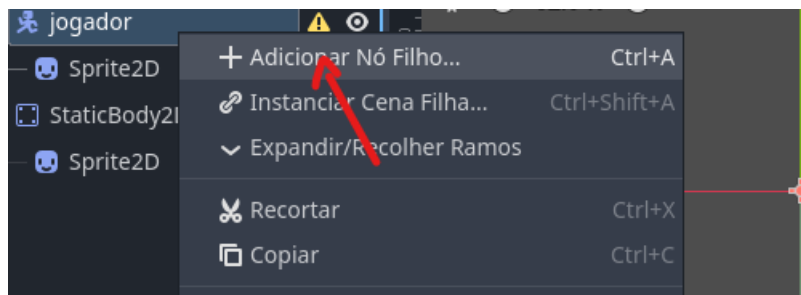 jogador
Adicionar Nó Filho... Ctrl+A
Sprite2D
Instanciar Cena Filha... Ctrl+Shift+A
StaticBody2
Expandir/Recolher Ramos
Sprite2D
Recortar Ctrl+X
Copiar Ctrl+C